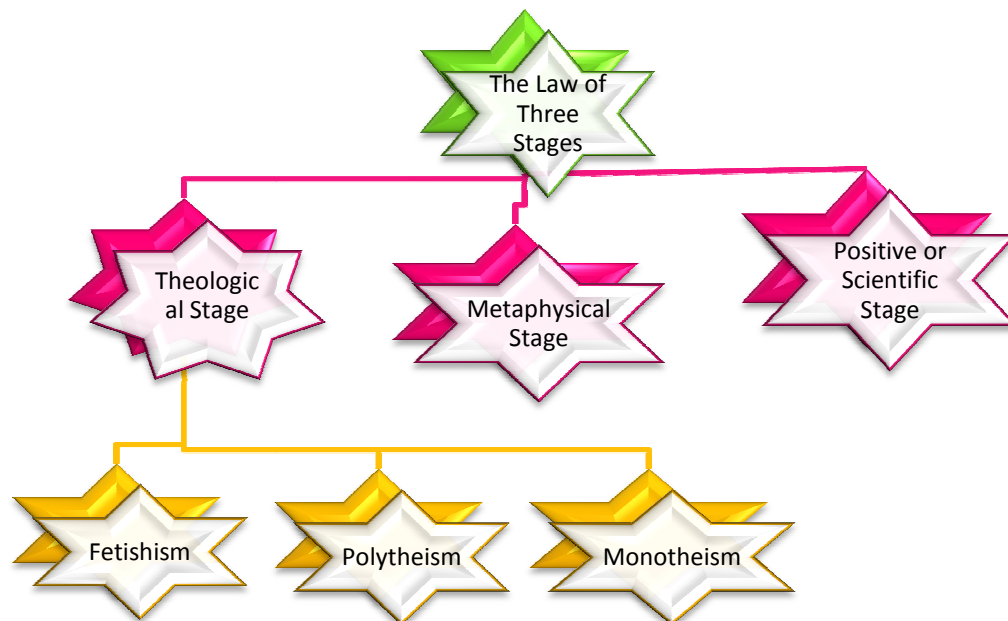 The Law of
Three
Stages
Theologic
al Stage
Metaphysical
Stage
Positive or
Scientific
Stage
Fetishism
Polytheism
Monotheism